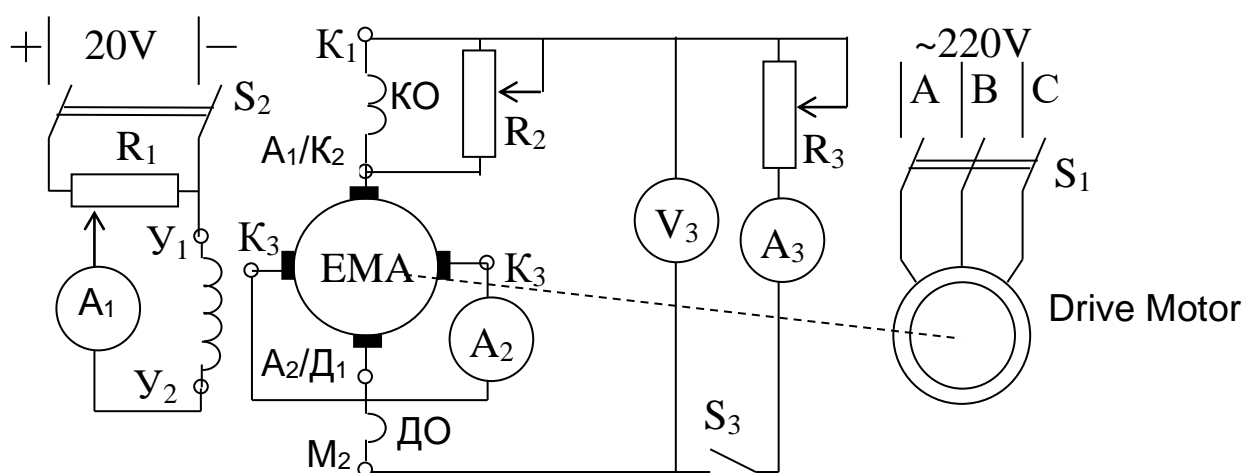 + 20V −
S₂
R₁
У₁
A₁
У₂
К₁
КО
R₂
А₁/К₂
К₃
EMA
К₃
A₂
А₂/Д₁
ДО
М₂
V₃
R₃
A₃
S₃
~220V
A B C
S₁
Drive Motor